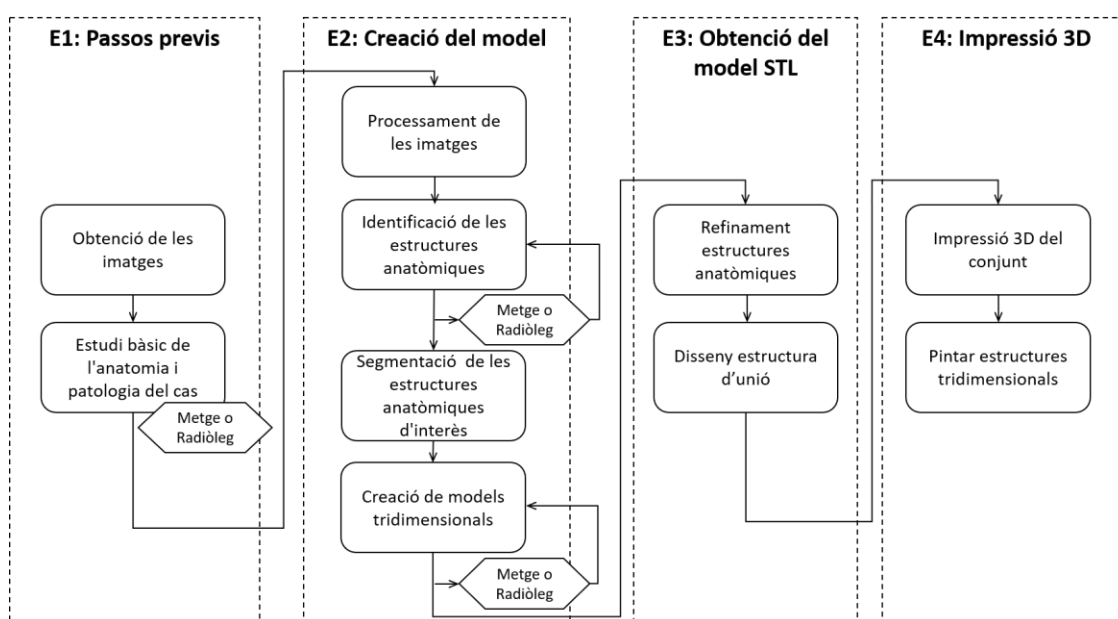 E1: Passos previs
Obtenció de les
imatges
Estudi bàsic de
l'anatomia i
patologia del cas
Metge o
Radiòleg
E2: Creació del model
Processament de
les imatges
Identificació de les
estructures
anatòmiques
Metge o
Radiòleg
Segmentació de les
estructures
anatòmiques
d'interès
Creació de models
tridimensionals
Metge o
Radiòleg
E3: Obtenció del
model STL
Refinament
estructures
anatòmiques
Disseny estructura
d’unió
E4: Impressió 3D
Impressió 3D del
conjunt
Pintar estructures
tridimensionals